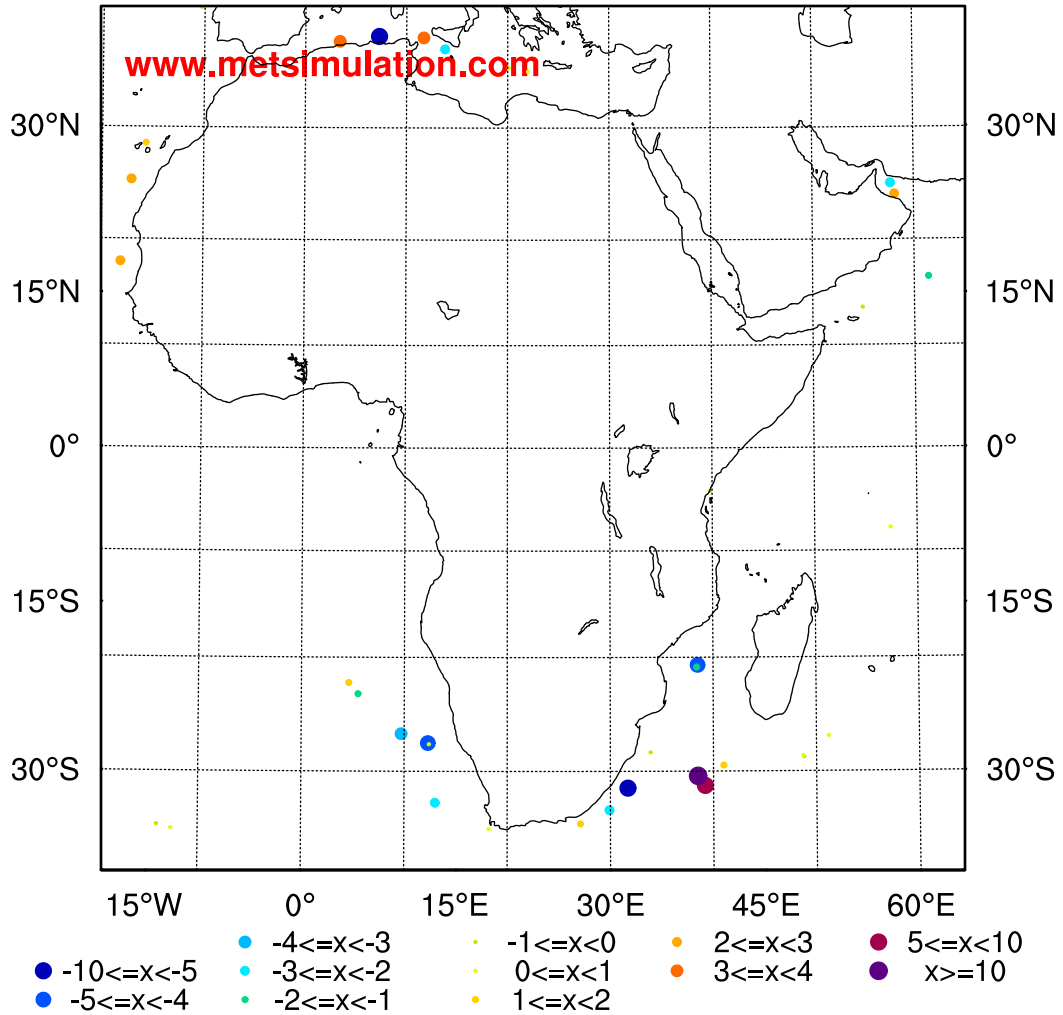 www.metsimulation.com
30°N 30°N
15°N 15°N
0° 0°
15°S 15°S
30°S 30°S
15°W 0° 15°E 30°E 45°E 60°E
-4<=x<-3 -1<=x<0 2<=x<3 5<=x<10
-10<=x<-5 -3<=x<-2 0<=x<1 3<=x<4 x>=10
-5<=x<-4 -2<=x<-1 1<=x<2